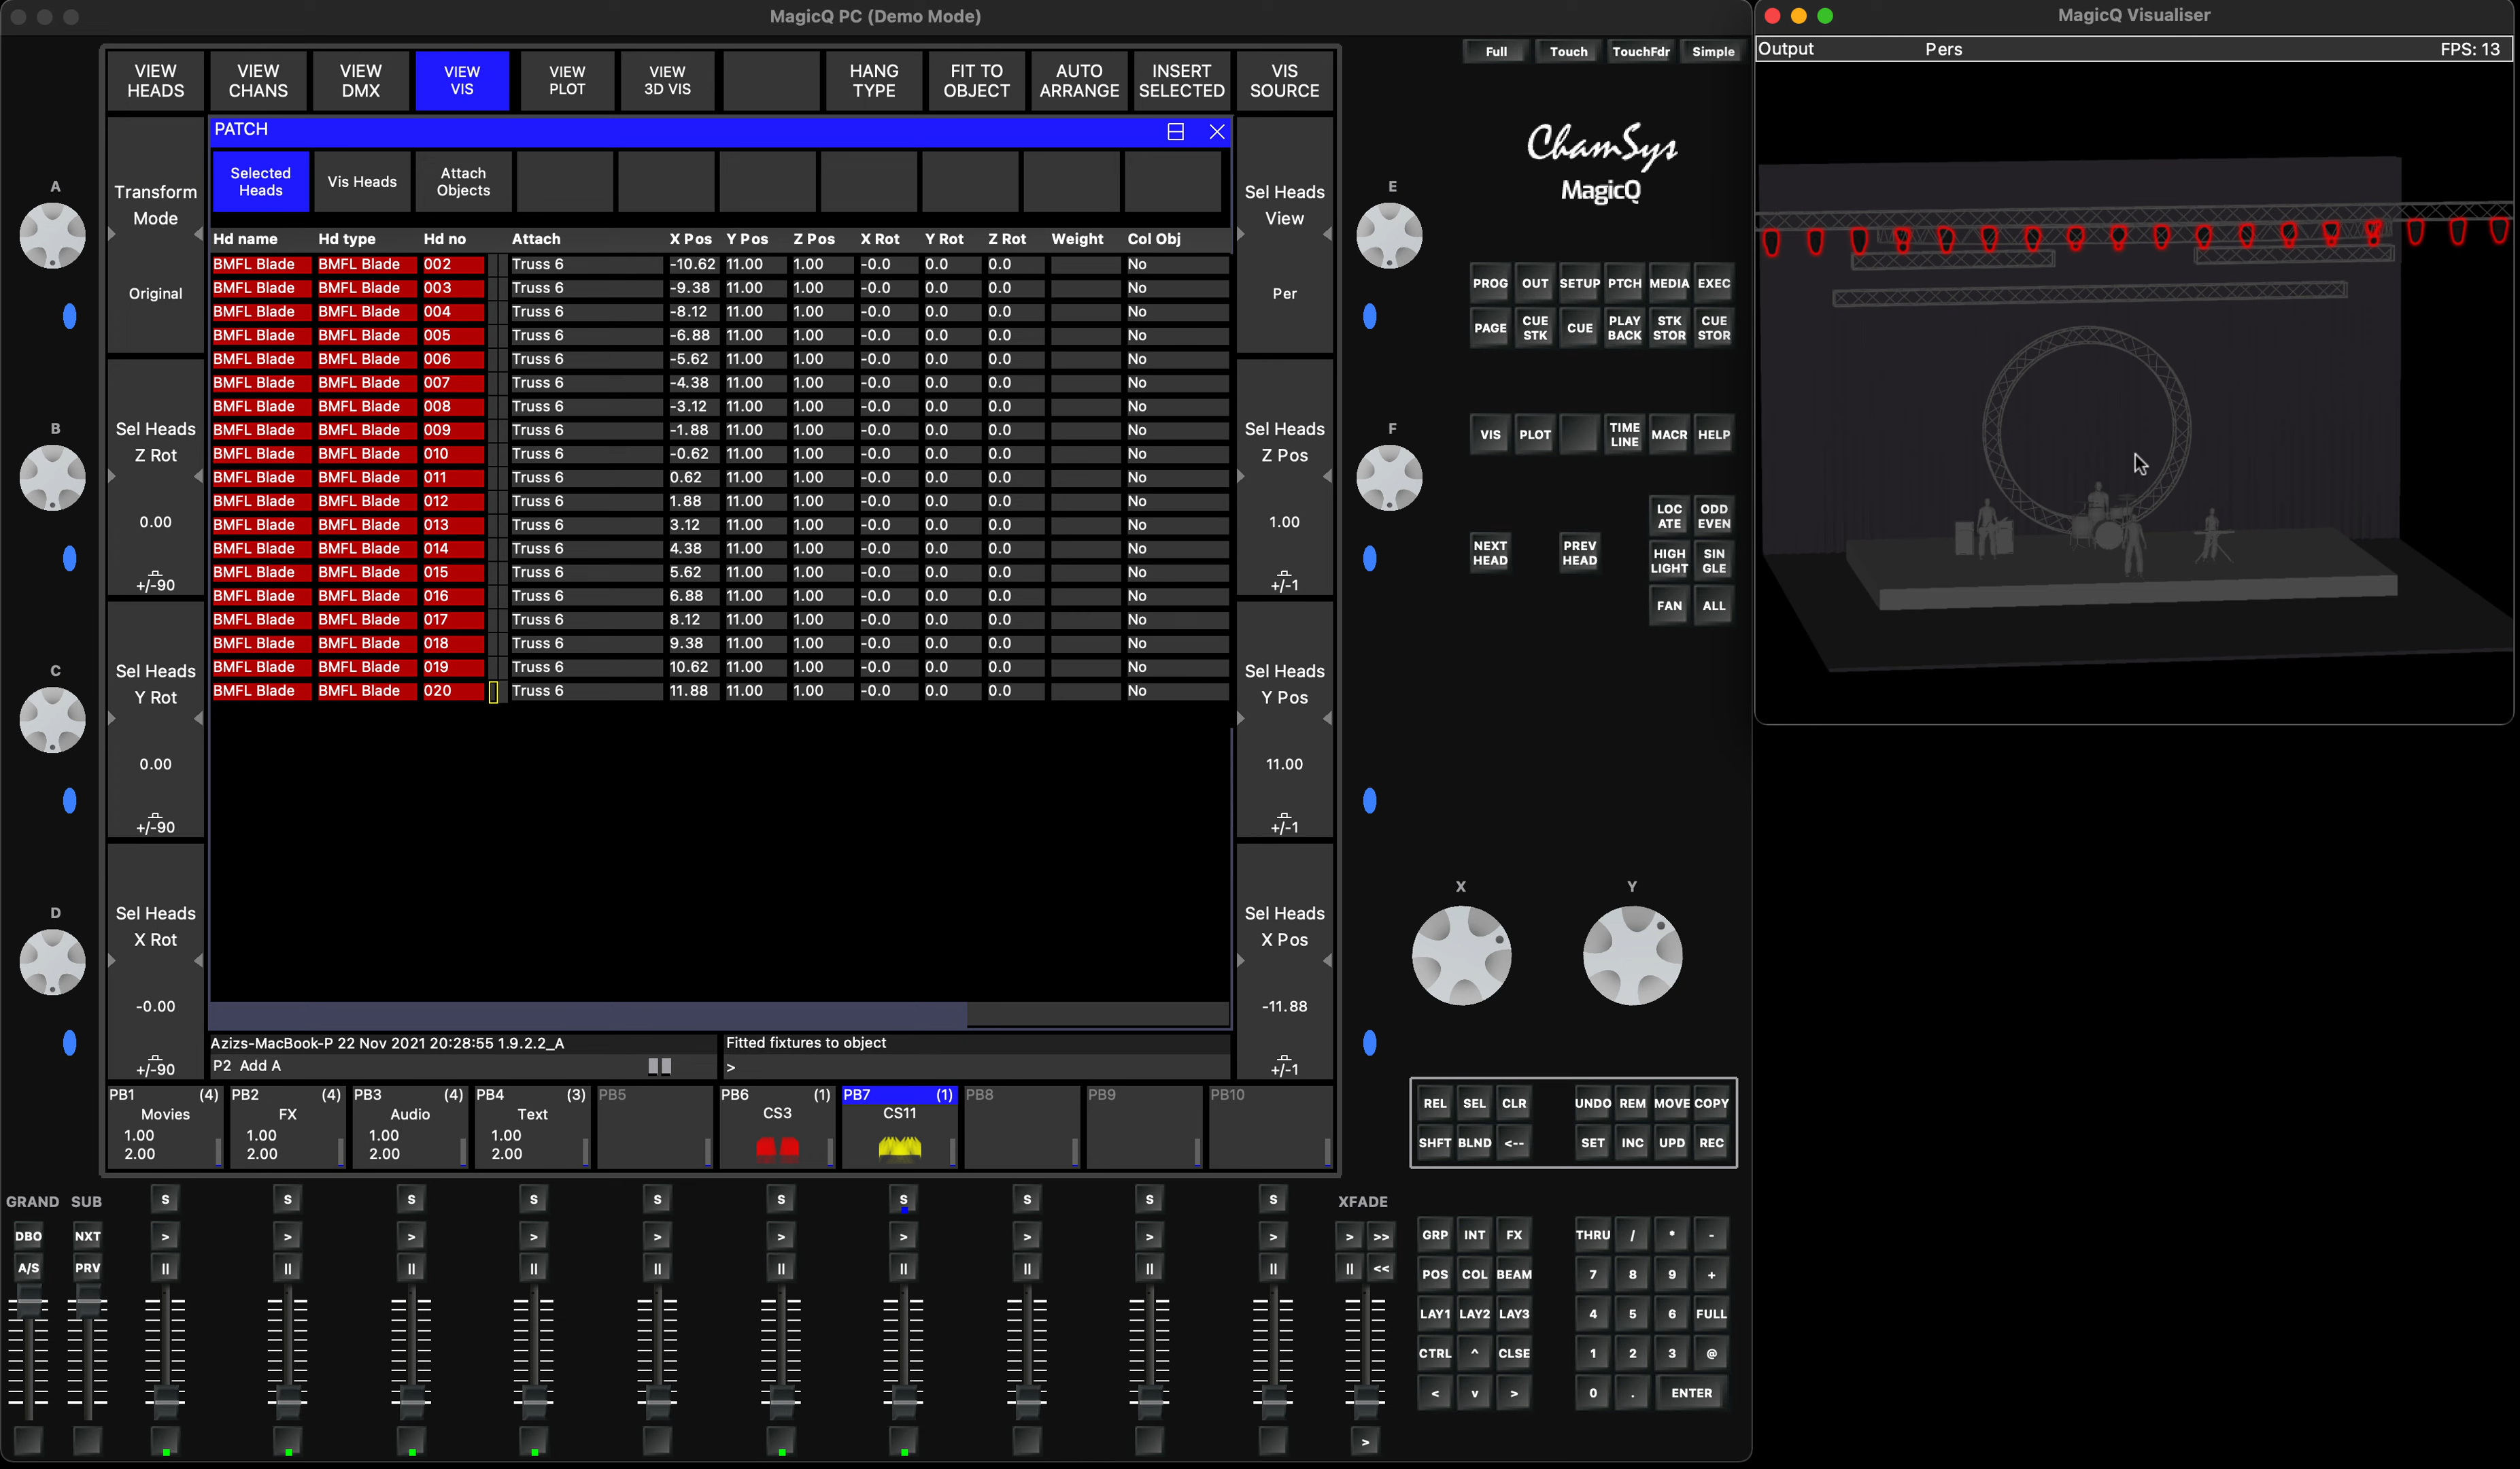 MagicQ PC (Demo Mode)
MagicQ Visualiser
Output Pers FPS: 13
Full Touch TouchFdr Simple
VIEW HEADS
VIEW CHANS
VIEW DMX
VIEW VIS
VIEW PLOT
VIEW 3D VIS
HANG TYPE
FIT TO OBJECT
AUTO ARRANGE
INSERT SELECTED
VIS SOURCE
PATCH
Selected Heads
Vis Heads
Attach Objects
A
Transform Mode
Original
B
Sel Heads Z Rot
0.00
+/-90
C
Sel Heads Y Rot
0.00
+/-90
D
Sel Heads X Rot
-0.00
+/-90
Hd name Hd type Hd no Attach X Pos Y Pos Z Pos X Rot Y Rot Z Rot Weight Col Obj
BMFL Blade BMFL Blade 002 Truss 6 -10.62 11.00 1.00 -0.0 0.0 0.0 No
BMFL Blade BMFL Blade 003 Truss 6 -9.38 11.00 1.00 -0.0 0.0 0.0 No
BMFL Blade BMFL Blade 004 Truss 6 -8.12 11.00 1.00 -0.0 0.0 0.0 No
BMFL Blade BMFL Blade 005 Truss 6 -6.88 11.00 1.00 -0.0 0.0 0.0 No
BMFL Blade BMFL Blade 006 Truss 6 -5.62 11.00 1.00 -0.0 0.0 0.0 No
BMFL Blade BMFL Blade 007 Truss 6 -4.38 11.00 1.00 -0.0 0.0 0.0 No
BMFL Blade BMFL Blade 008 Truss 6 -3.12 11.00 1.00 -0.0 0.0 0.0 No
BMFL Blade BMFL Blade 009 Truss 6 -1.88 11.00 1.00 -0.0 0.0 0.0 No
BMFL Blade BMFL Blade 010 Truss 6 -0.62 11.00 1.00 -0.0 0.0 0.0 No
BMFL Blade BMFL Blade 011 Truss 6 0.62 11.00 1.00 -0.0 0.0 0.0 No
BMFL Blade BMFL Blade 012 Truss 6 1.88 11.00 1.00 -0.0 0.0 0.0 No
BMFL Blade BMFL Blade 013 Truss 6 3.12 11.00 1.00 -0.0 0.0 0.0 No
BMFL Blade BMFL Blade 014 Truss 6 4.38 11.00 1.00 -0.0 0.0 0.0 No
BMFL Blade BMFL Blade 015 Truss 6 5.62 11.00 1.00 -0.0 0.0 0.0 No
BMFL Blade BMFL Blade 016 Truss 6 6.88 11.00 1.00 -0.0 0.0 0.0 No
BMFL Blade BMFL Blade 017 Truss 6 8.12 11.00 1.00 -0.0 0.0 0.0 No
BMFL Blade BMFL Blade 018 Truss 6 9.38 11.00 1.00 -0.0 0.0 0.0 No
BMFL Blade BMFL Blade 019 Truss 6 10.62 11.00 1.00 -0.0 0.0 0.0 No
BMFL Blade BMFL Blade 020 Truss 6 11.88 11.00 1.00 -0.0 0.0 0.0 No
Sel Heads View
Per
E
Sel Heads Z Pos
1.00
+/-1
F
Sel Heads Y Pos
11.00
+/-1
Sel Heads X Pos
-11.88
+/-1
ChamSys
MagicQ
PROG OUT SETUP PTCH MEDIA EXEC
PAGE CUE STK CUE PLAY BACK STK STOR CUE STOR
VIS PLOT TIME LINE MACR HELP
LOC ATE ODD EVEN
NEXT HEAD PREV HEAD HIGH LIGHT SIN GLE
FAN ALL
X Y
Azizs-MacBook-P 22 Nov 2021 20:28:55 1.9.2.2_A
Fitted fixtures to object
P2 Add A
>
PB1 (4) Movies 1.00 2.00
PB2 (4) FX 1.00 2.00
PB3 (4) Audio 1.00 2.00
PB4 (3) Text 1.00 2.00
PB5
PB6 (1) CS3
PB7 (1) CS11
PB8
PB9
PB10
REL SEL CLR UNDO REM MOVE COPY
SHFT BLND <-- SET INC UPD REC
GRAND SUB S S S S S S S S S S XFADE
DBO NXT > > > > > > > > > > > >>
A/S PRV II II II II II II II II II II II <<
>
GRP INT FX THRU / * -
POS COL BEAM 7 8 9 +
LAY1 LAY2 LAY3 4 5 6 FULL
CTRL ^ CLSE 1 2 3 @
< v > 0 . ENTER